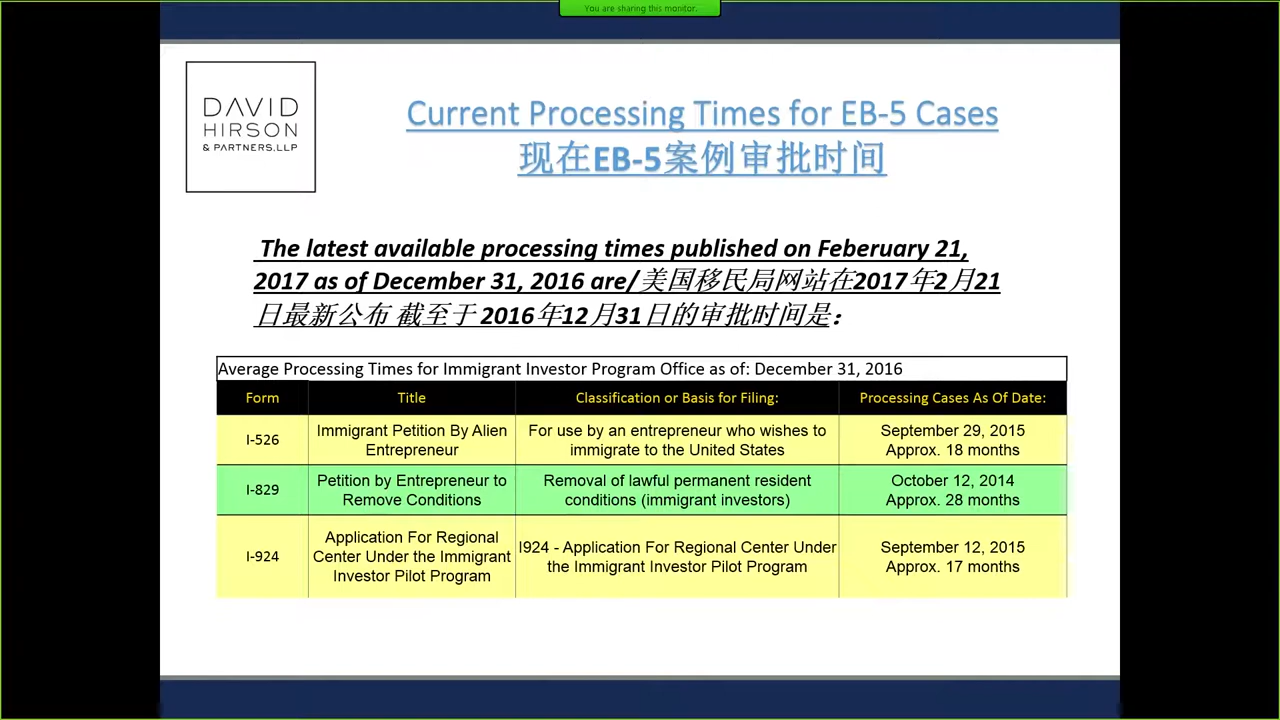 You are sharing this monitor.
DAVID
HIRSON
& PARTNERS,LLP
Current Processing Times for EB-5 Cases
现在EB-5案例审批时间
The latest available processing times published on Feberuary 21,
2017 as of December 31, 2016 are/美国移民局网站在2017年2月21
日最新公布 截至于 2016年12月31日的审批时间是：
Average Processing Times for Immigrant Investor Program Office as of: December 31, 2016
Form Title Classification or Basis for Filing: Processing Cases As Of Date:
I-526
Immigrant Petition By Alien
Entrepreneur
For use by an entrepreneur who wishes to
immigrate to the United States
September 29, 2015
Approx. 18 months
I-829
Petition by Entrepreneur to
Remove Conditions
Removal of lawful permanent resident
conditions (immigrant investors)
October 12, 2014
Approx. 28 months
I-924
Application For Regional
Center Under the Immigrant
Investor Pilot Program
I924 - Application For Regional Center Under
the Immigrant Investor Pilot Program
September 12, 2015
Approx. 17 months